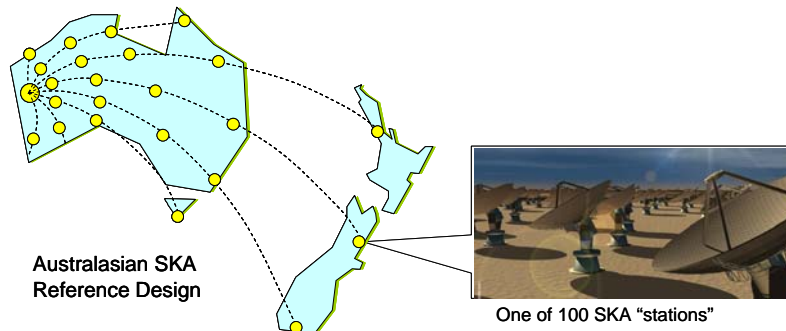 Australasian SKA
Reference Design
One of 100 SKA “stations”